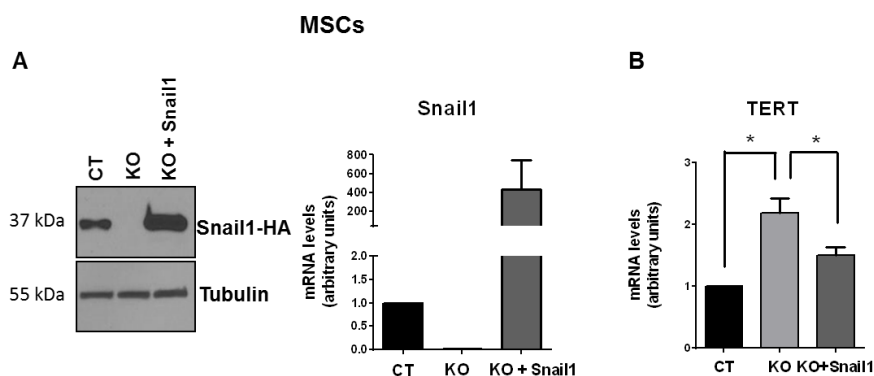 MSCs
A
CT
KO
KO + Snail1
37 kDa
Snail1-HA
55 kDa
Tubulin
Snail1
mRNA levels
(arbitrary units)
800
600
400
200
2.0
1.5
1.0
0.5
0.0
CT
KO
KO + Snail1
B
TERT
* *
mRNA levels
(arbitrary units)
3
2
1
0
CT
KO
KO+Snail1